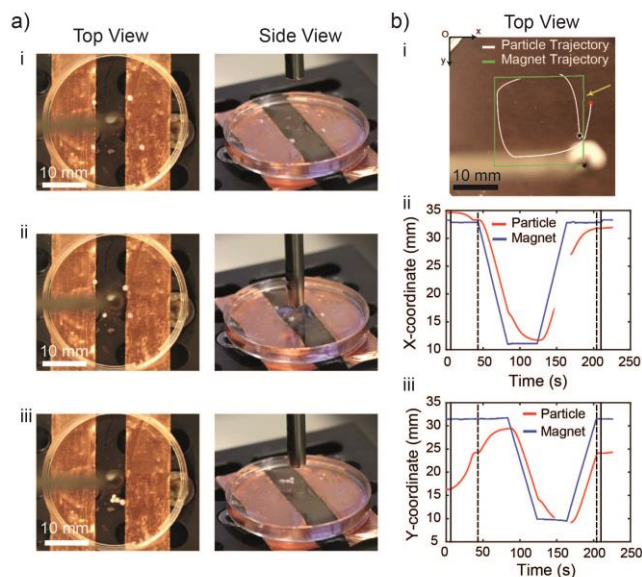 a)
Top View
Side View
i
10 mm
ii
10 mm
iii
10 mm
b)
Top View
i
O
x
y
Particle Trajectory
Magnet Trajectory
10 mm
ii
X-coordinate (mm)
35
30
25
20
15
10
Particle
Magnet
0 50 100 150 200 250
Time (s)
iii
Y-coordinate (mm)
40
35
30
25
20
15
10
5
Particle
Magnet
0 50 100 150 200 250
Time (s)